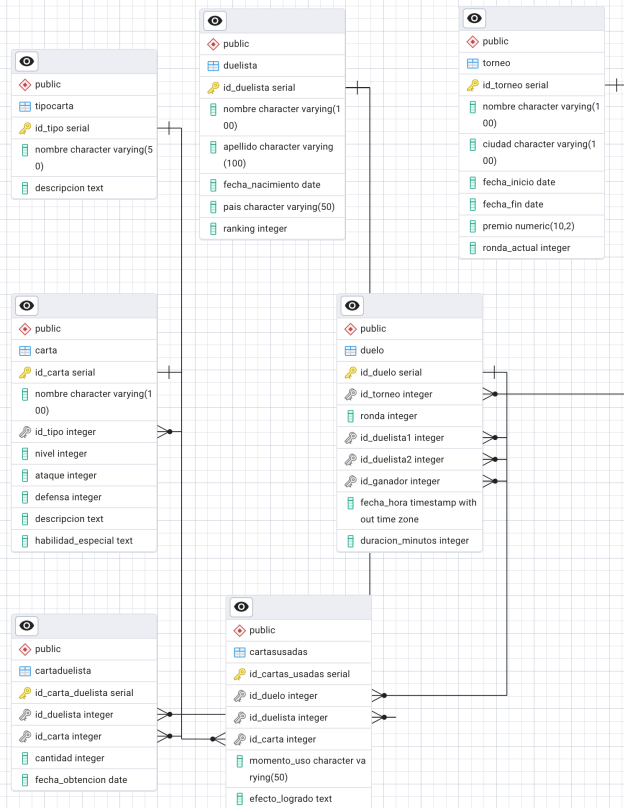 public
tipocarta
id_tipo serial
nombre character varying(5
0)
descripcion text
public
duelista
id_duelista serial
nombre character varying(1
00)
apellido character varying
(100)
fecha_nacimiento date
pais character varying(50)
ranking integer
public
torneo
id_torneo serial
nombre character varying(1
00)
ciudad character varying(1
00)
fecha_inicio date
fecha_fin date
premio numeric(10,2)
ronda_actual integer
public
carta
id_carta serial
nombre character varying(1
00)
id_tipo integer
nivel integer
ataque integer
defensa integer
descripcion text
habilidad_especial text
public
duelo
id_duelo serial
id_torneo integer
ronda integer
id_duelista1 integer
id_duelista2 integer
id_ganador integer
fecha_hora timestamp with
out time zone
duracion_minutos integer
public
cartaduelista
id_carta_duelista serial
id_duelista integer
id_carta integer
cantidad integer
fecha_obtencion date
public
cartasusadas
id_cartas_usadas serial
id_duelo integer
id_duelista integer
id_carta integer
momento_uso character va
rying(50)
efecto_logrado text